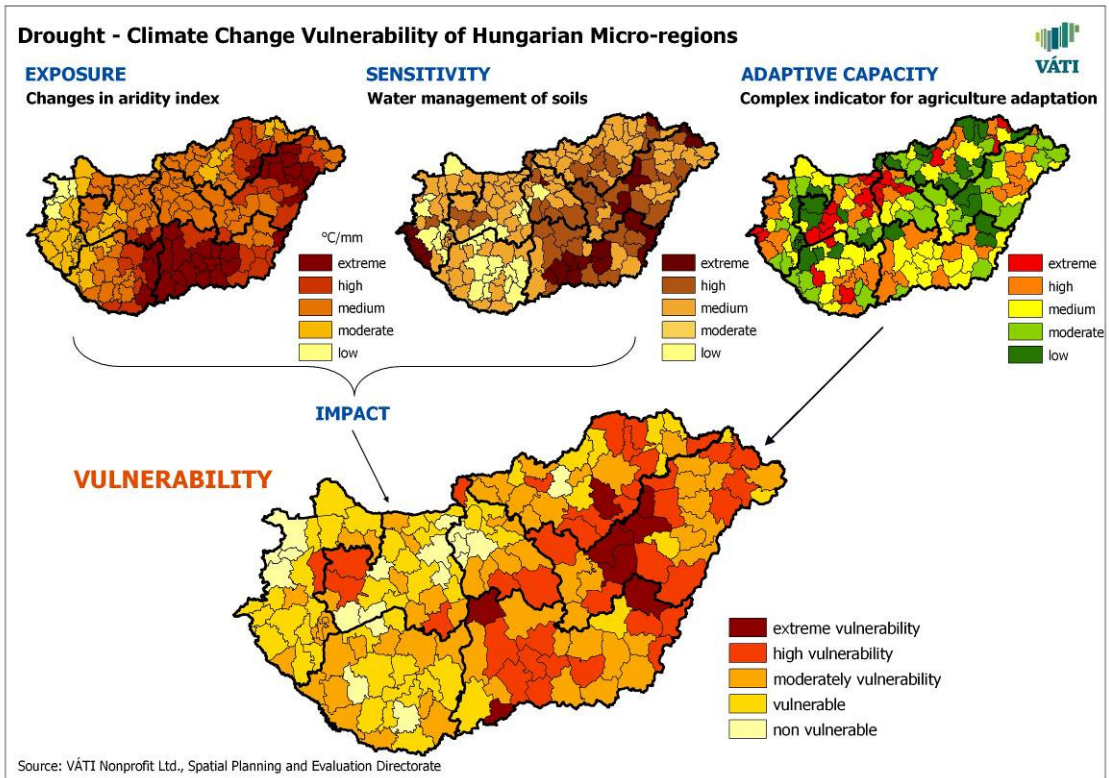 Drought - Climate Change Vulnerability of Hungarian Micro-regions
VÁTI
EXPOSURE
Changes in aridity index
SENSITIVITY
Water management of soils
ADAPTIVE CAPACITY
Complex indicator for agriculture adaptation
°C/mm
extreme
high
medium
moderate
low
extreme
high
medium
moderate
low
extreme
high
medium
moderate
low
IMPACT
VULNERABILITY
extreme vulnerability
high vulnerability
moderately vulnerability
vulnerable
non vulnerable
Source: VÁTI Nonprofit Ltd., Spatial Planning and Evaluation Directorate